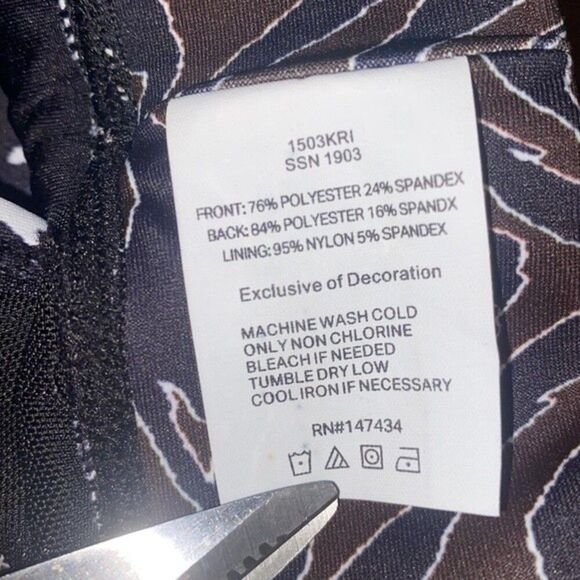 1503KRI
SSN 1903
FRONT: 76% POLYESTER 24% SPANDEX
BACK: 84% POLYESTER 16% SPANDX
LINING: 95% NYLON 5% SPANDEX
Exclusive of Decoration
MACHINE WASH COLD
ONLY NON CHLORINE
BLEACH IF NEEDED
TUMBLE DRY LOW
COOL IRON IF NECESSARY
RN#147434